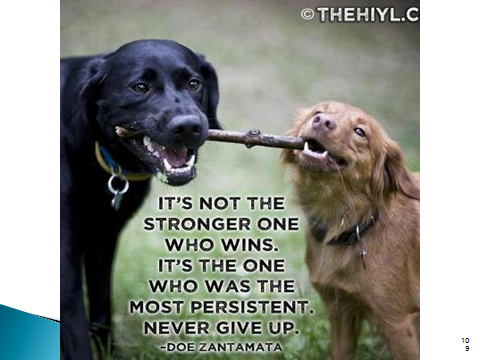 © THEHIYL.C
IT'S NOT THE
STRONGER ONE
WHO WINS.
IT'S THE ONE
WHO WAS THE
MOST PERSISTENT.
NEVER GIVE UP.
~DOE ZANTAMATA
10
9